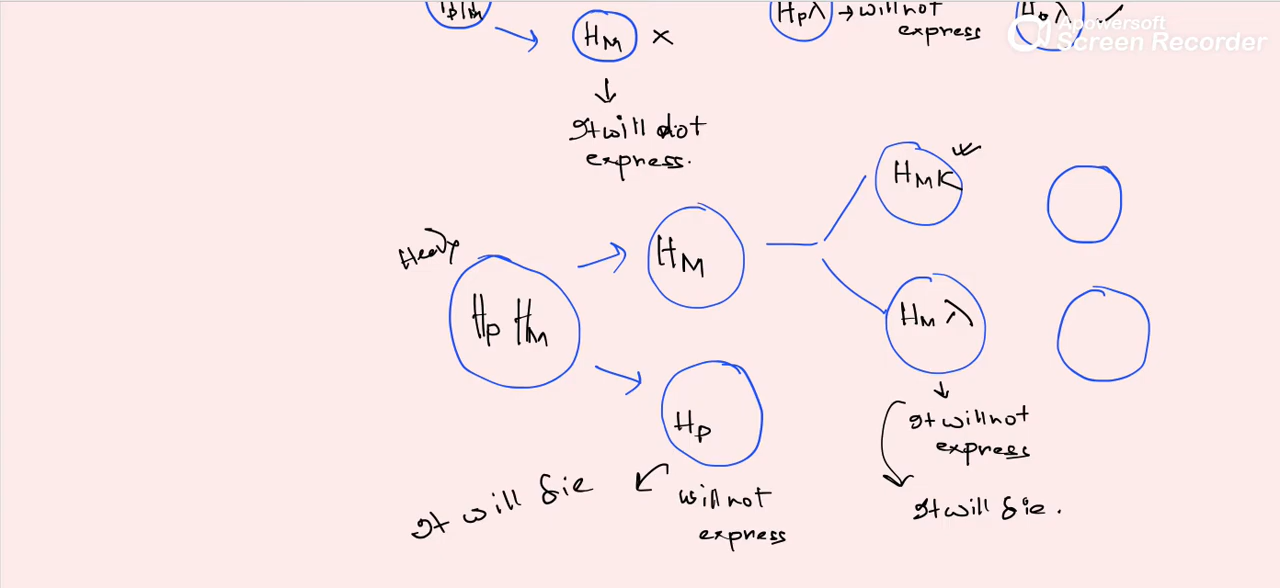 HM ×
Hpλ → will not
express
Apowersoft
Screen Recorder
It will dot
express.
HMK
Heavy
HM
Hp HM
HM λ
Hp
It will not
express
It will die
will not
express
It will die.